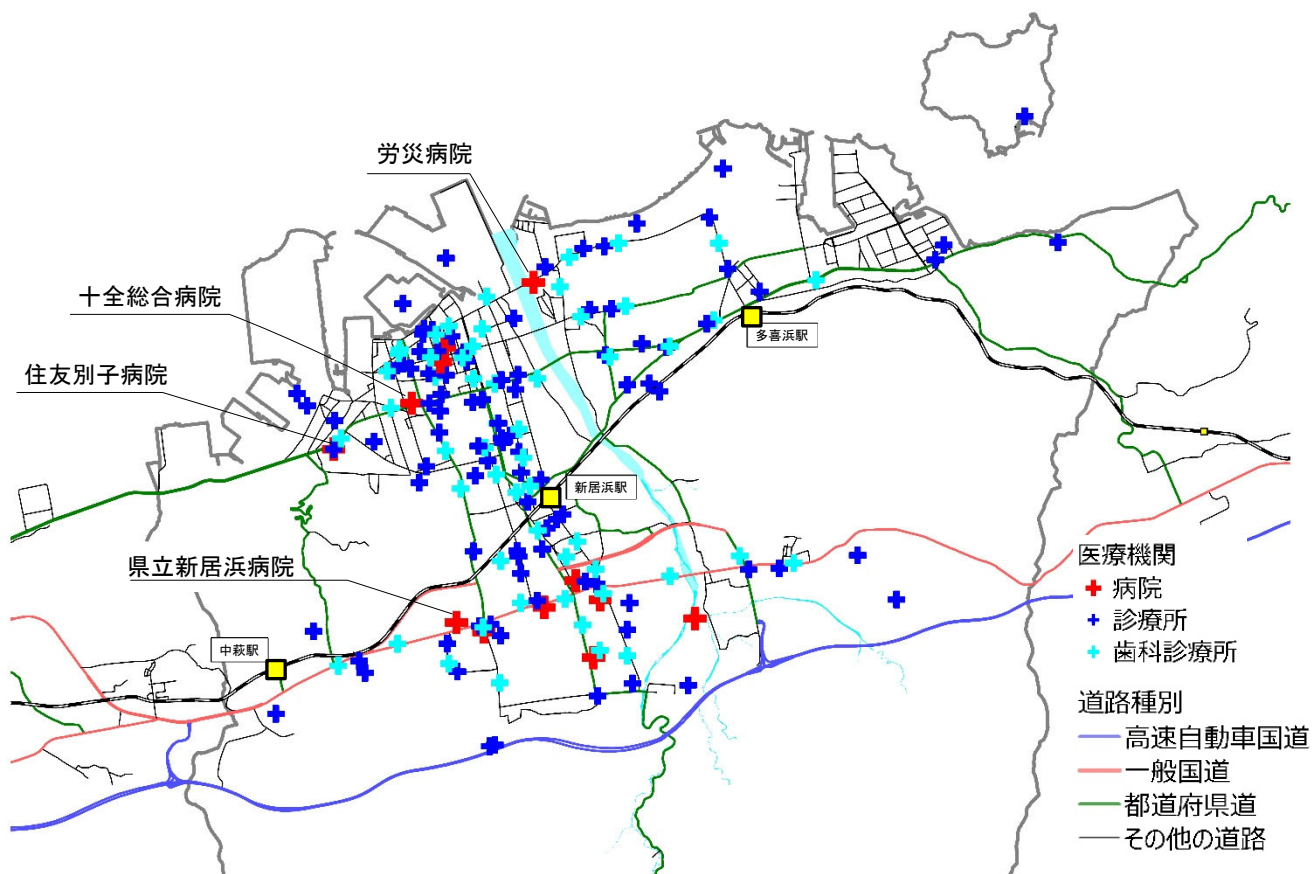 労災病院
十全総合病院
多喜浜駅
住友別子病院
新居浜駅
県立新居浜病院
中萩駅
医療機関
病院
診療所
歯科診療所
道路種別
高速自動車国道
一般国道
都道府県道
その他の道路